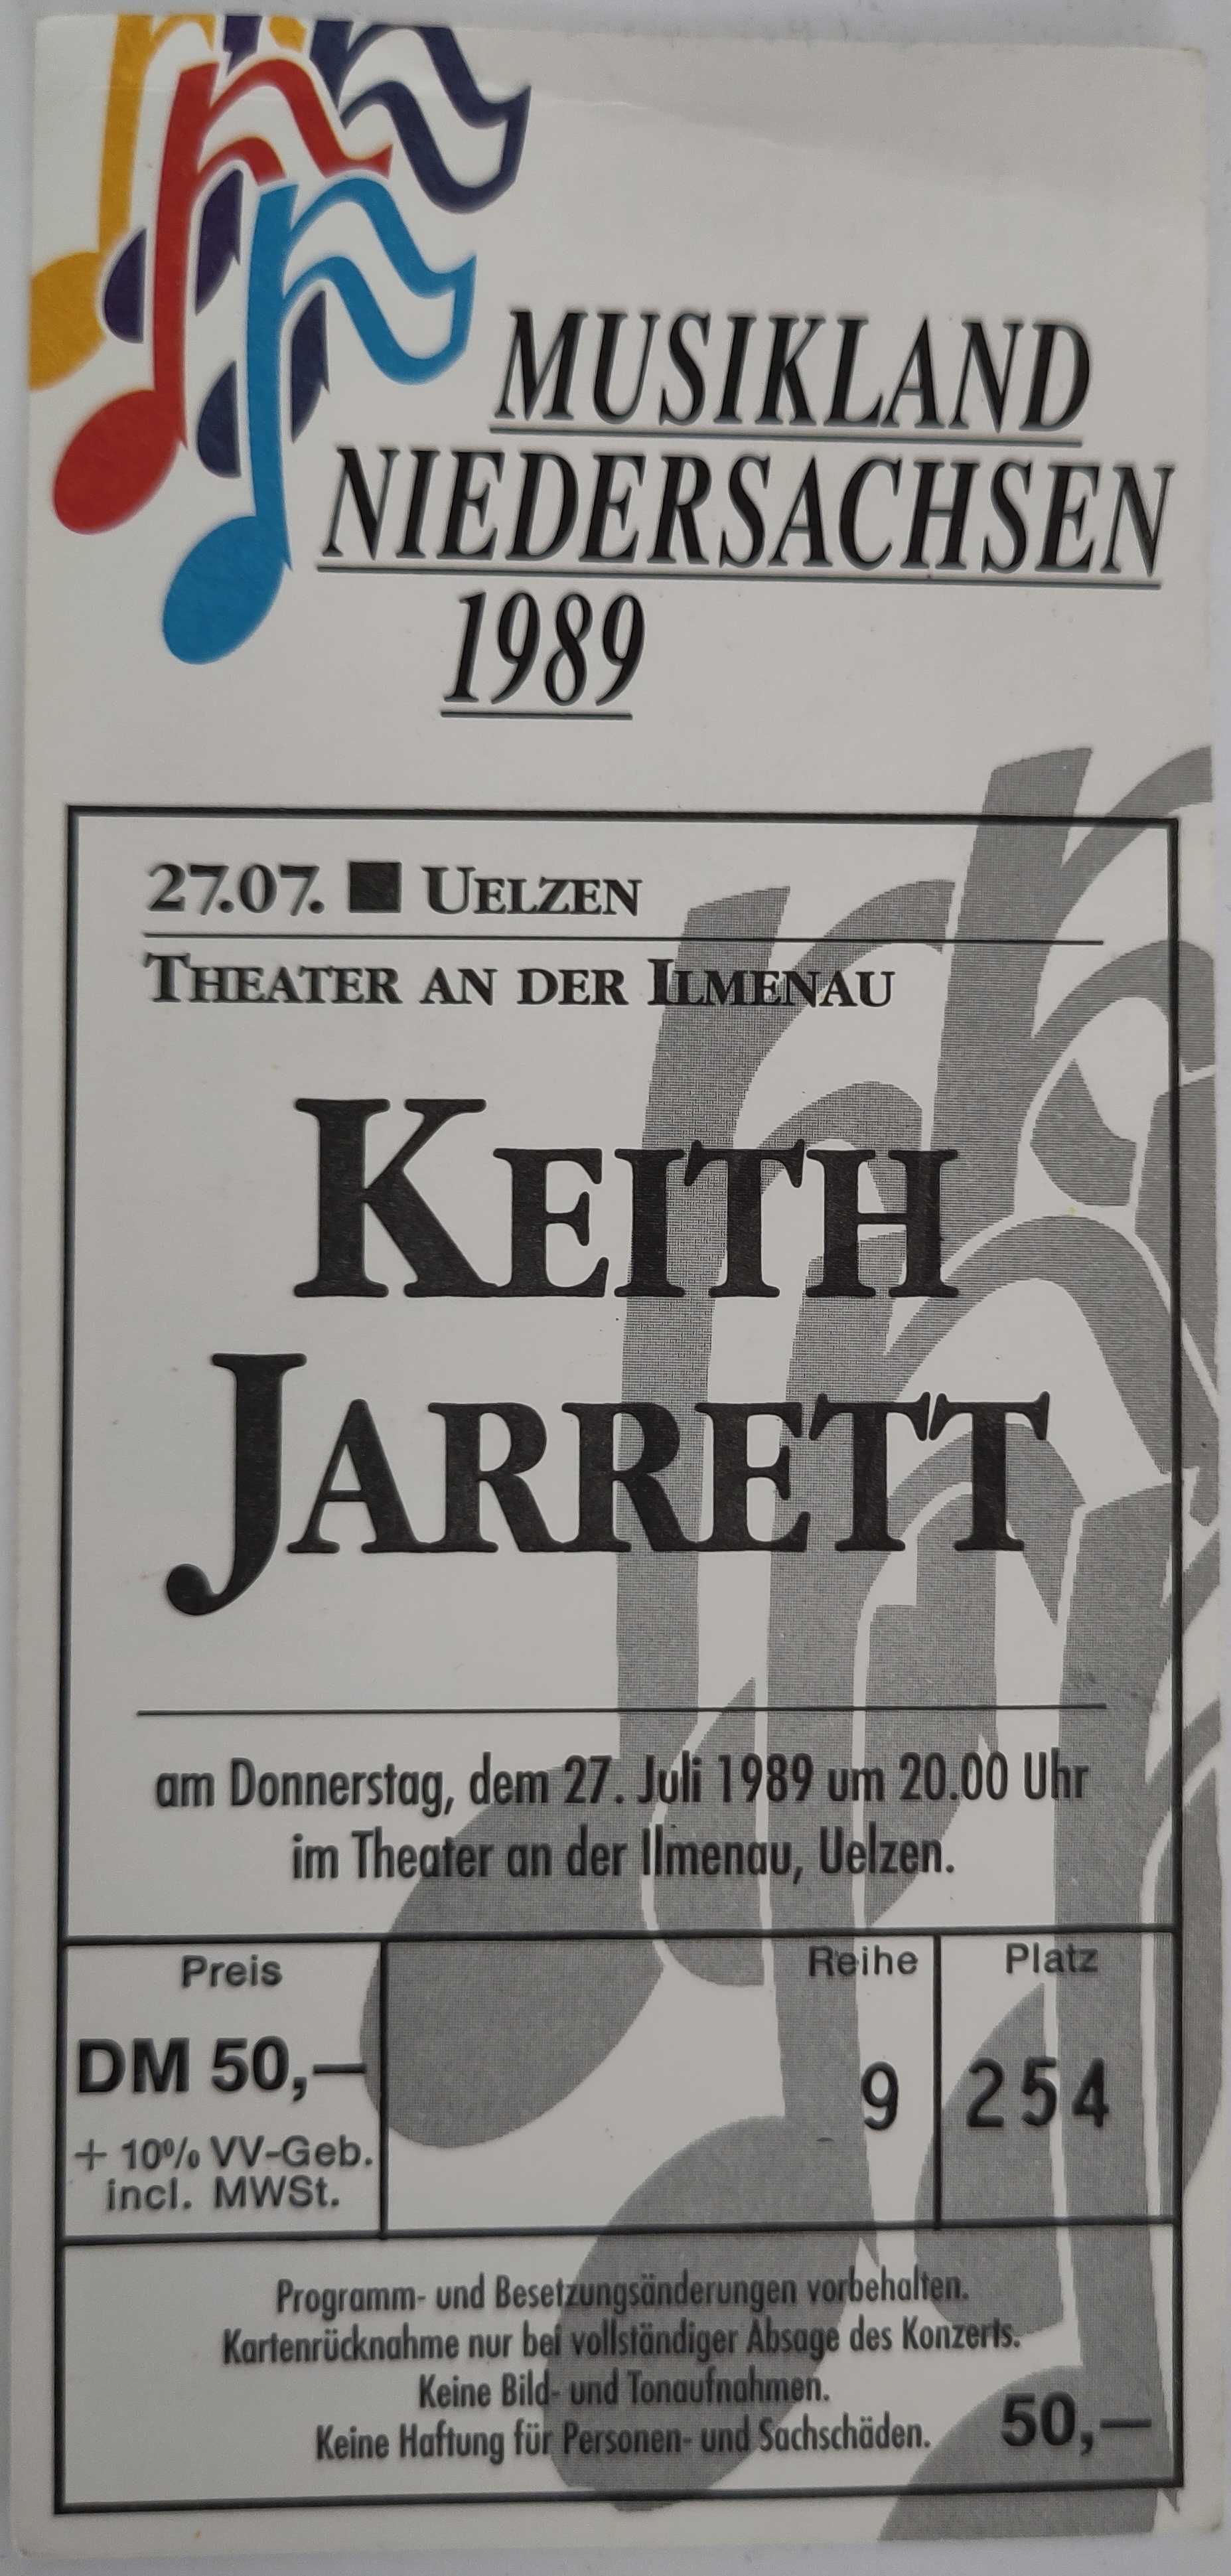 MUSIKLAND
NIEDERSACHSEN
1989
27.07. ■ UELZEN
THEATER AN DER ILMENAU
KEITH
JARRETT
am Donnerstag, dem 27. Juli 1989 um 20.00 Uhr
im Theater an der Ilmenau, Uelzen.
Preis
DM 50,—
+ 10% VV-Geb.
incl. MWSt.
Reihe
9
Platz
254
Programm- und Besetzungsänderungen vorbehalten.
Kartenrücknahme nur bei vollständiger Absage des Konzerts.
Keine Bild- und Tonaufnahmen.
Keine Haftung für Personen- und Sachschäden.
50,—